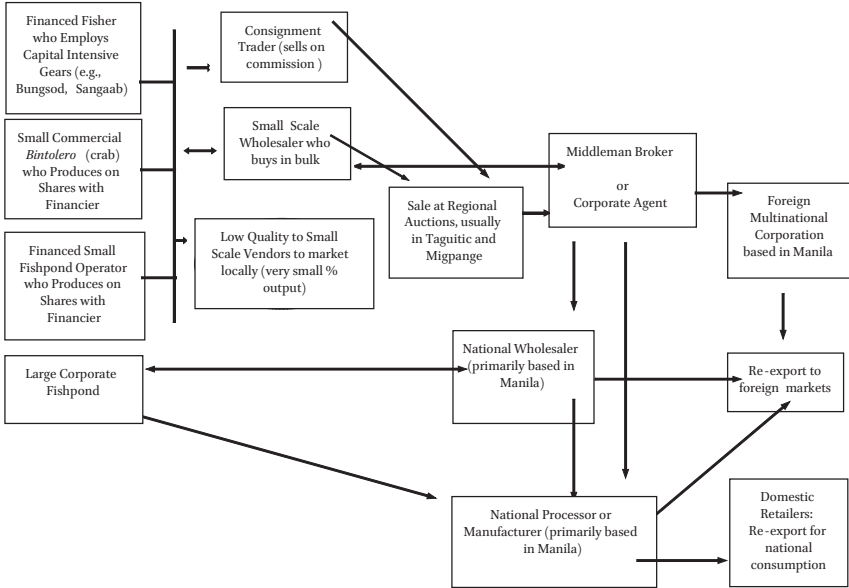 Financed Fisher
who Employs
Capital Intensive
Gears (e.g.,
Bungsod, Sangaab)
Consignment
Trader (sells on
commission )
Small Commercial
Bintolero (crab)
who Produces on
Shares with
Financier
Small Scale
Wholesaler who
buys in bulk
Middleman Broker
or
Corporate Agent
Sale at Regional
Auctions, usually
in Taguitic and
Migpange
Foreign
Multinational
Corporation
based in Manila
Financed Small
Fishpond Operator
who Produces on
Shares with
Financier
Low Quality to Small
Scale Vendors to market
locally (very small %
output)
Large Corporate
Fishpond
National Wholesaler
(primarily based in
Manila)
Re-export to
foreign markets
National Processor or
Manufacturer (primarily based
in Manila)
Domestic
Retailers:
Re-export for
national
consumption